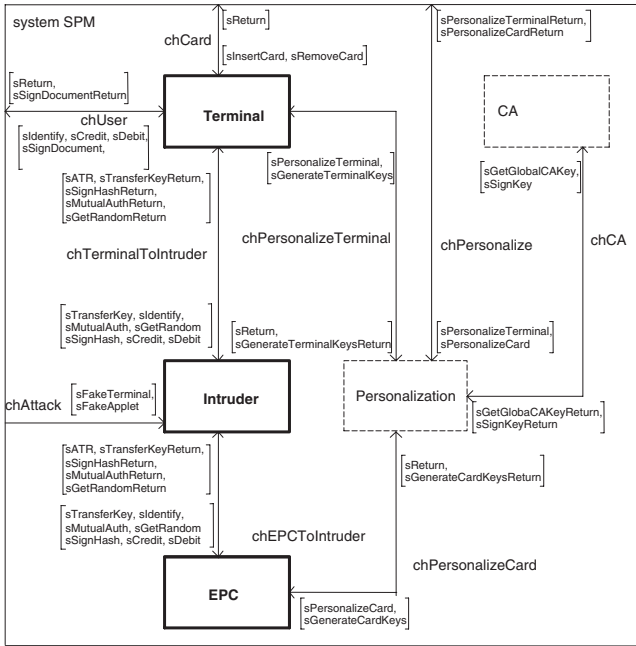 system SPM
sReturn
sPersonalizeTerminalReturn,
sPersonalizeCardReturn
chCard
sInsertCard, sRemoveCard
sReturn,
sSignDocumentReturn
chUser
Terminal
CA
sIdentify, sCredit, sDebit,
sSignDocument,
sPersonalizeTerminal,
sGenerateTerminalKeys
sGetGlobalCAKey,
sSignKey
sATR, sTransferKeyReturn,
sSignHashReturn,
sMutualAuthReturn,
sGetRandomReturn
chPersonalizeTerminal
chPersonalize
chCA
chTerminalToIntruder
sTransferKey, sIdentify,
sMutualAuth, sGetRandom
sSignHash, sCredit, sDebit
sReturn,
sGenerateTerminalKeysReturn
sPersonalizeTerminal,
sPersonalizeCard
chAttack
sFakeTerminal,
sFakeApplet
Intruder
Personalization
sGetGlobaCAKeyReturn,
sSignKeyReturn
sATR, sTransferKeyReturn,
sSignHashReturn,
sMutualAuthReturn,
sGetRandomReturn
sReturn,
sGenerateCardKeysReturn
sTransferKey, sIdentify,
sMutualAuth, sGetRandom
sSignHash, sCredit, sDebit
chEPCToIntruder
chPersonalizeCard
EPC
sPersonalizeCard,
sGenerateCardKeys